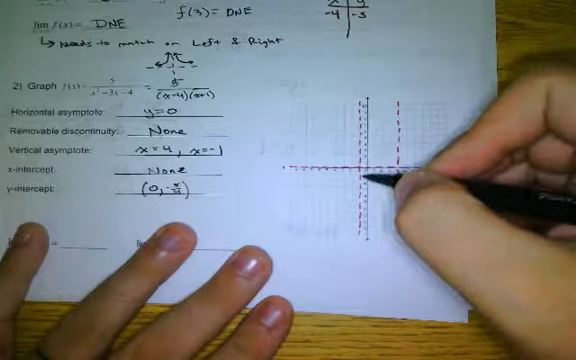 lim f(x) = DNE f(3) = DNE
x y
-4 -3
↳ Needs to match on Left & Right
2) Graph f(x) = 5/(x²-3x-4) = 5/((x-4)(x+1))
Horizontal asymptote: y=0
Removable discontinuity: None
Vertical asymptote: x=4, x=-1
x-intercept: None
y-intercept: (0, -5/4)